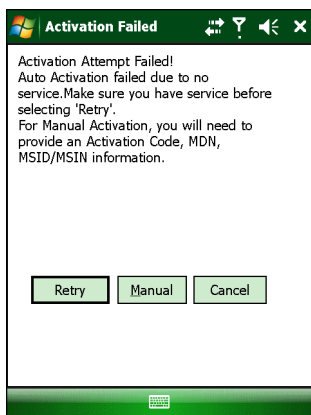 Activation Failed
Activation Attempt Failed!
Auto Activation failed due to no
service.Make sure you have service before
selecting 'Retry'.
For Manual Activation, you will need to
provide an Activation Code, MDN,
MSID/MSIN information.
Retry Manual Cancel